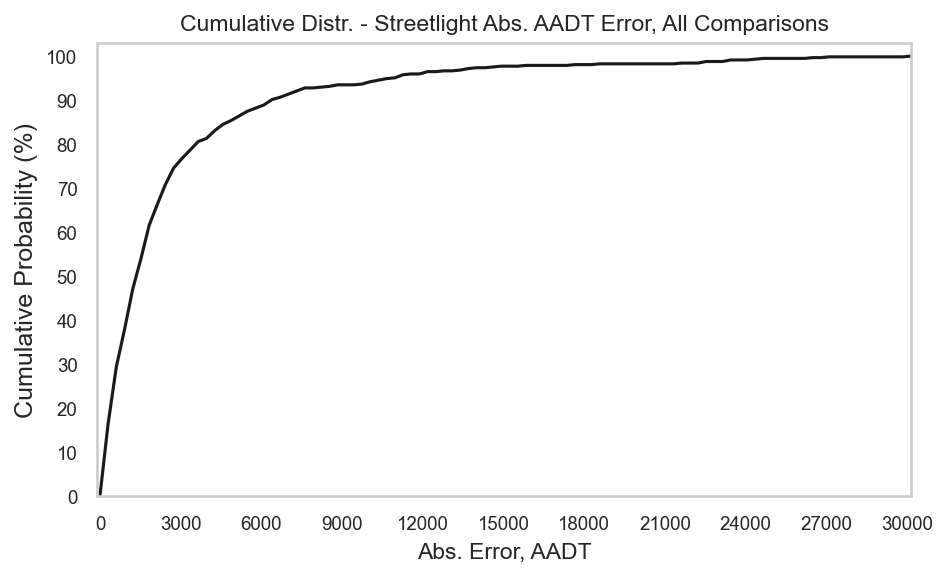 Cumulative Distr. - Streetlight Abs. AADT Error, All Comparisons
Cumulative Probability (%)
100
90
80
70
60
50
40
30
20
10
0
0 3000 6000 9000 12000 15000 18000 21000 24000 27000 30000
Abs. Error, AADT